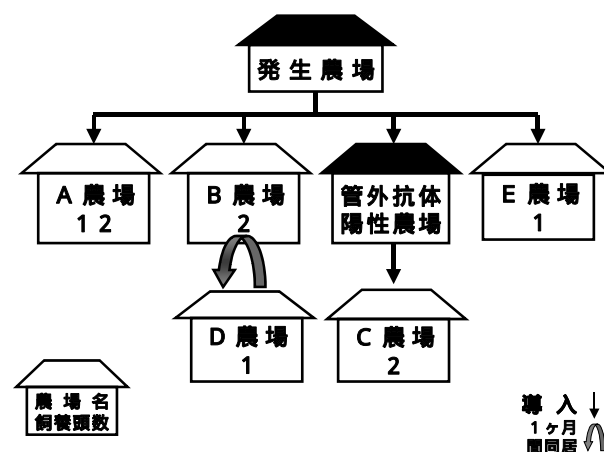 発生農場
A農場
12
B農場
2
管外抗体
陽性農場
E農場
1
D農場
1
C農場
2
農場名
飼養頭数
導入
1ヶ月
間同居